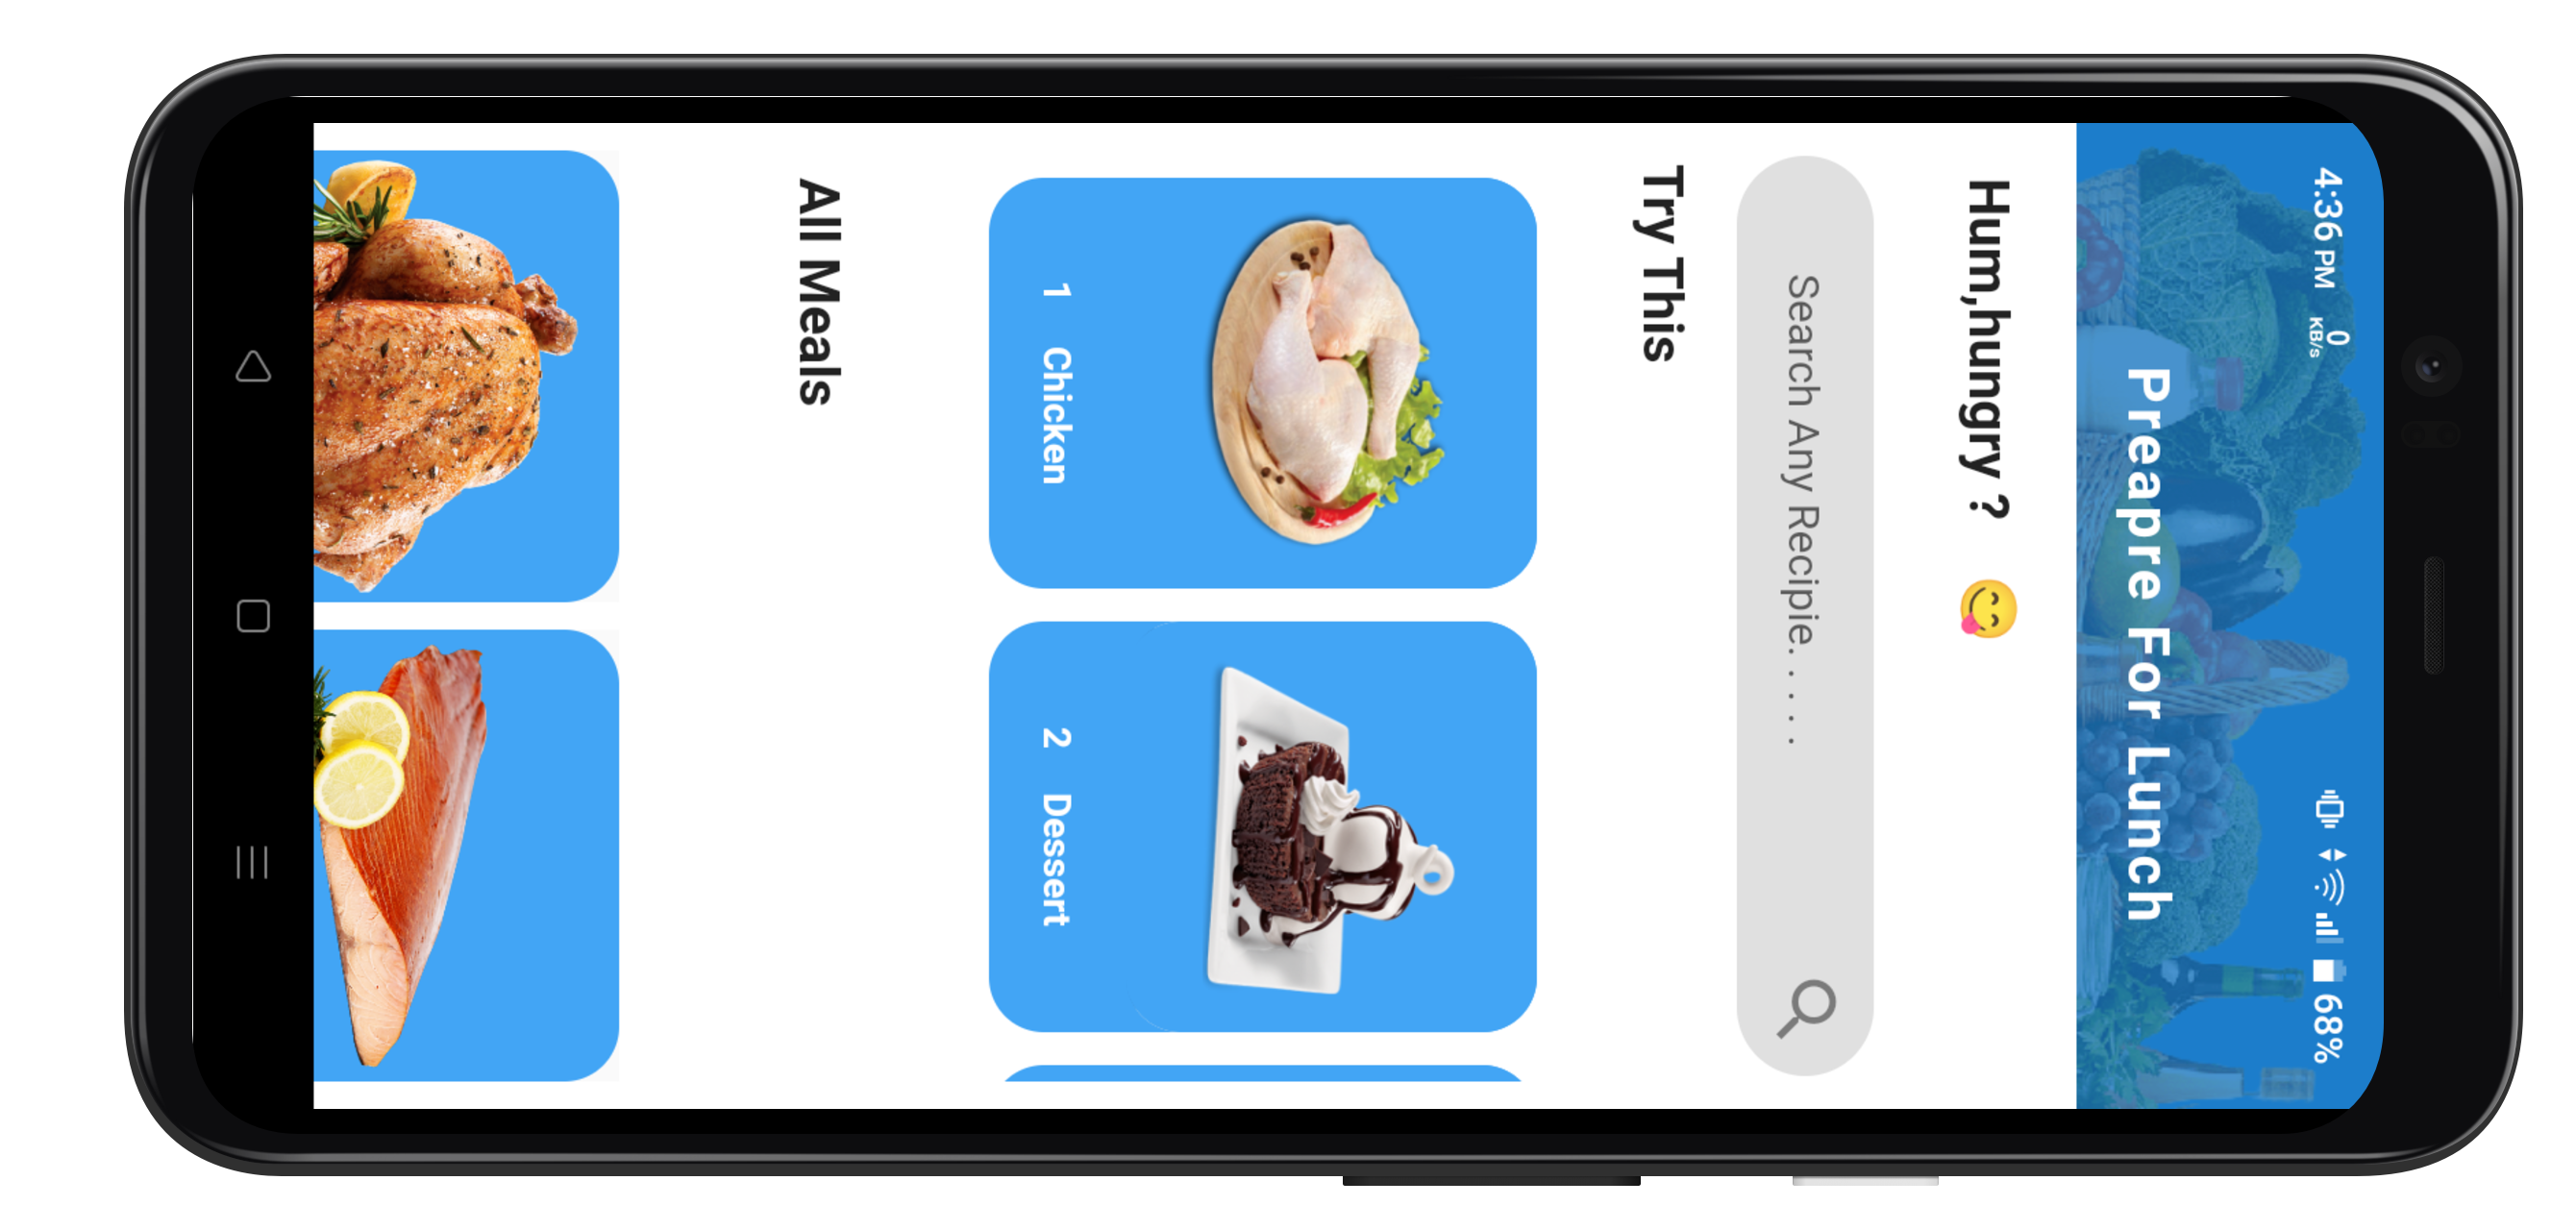 4:36 PM 0 KB/s 68%
Preapre For Lunch
Hum,hungry ? 😋
Search Any Recipie. . . . .
Try This
1 Chicken
2 Dessert
All Meals